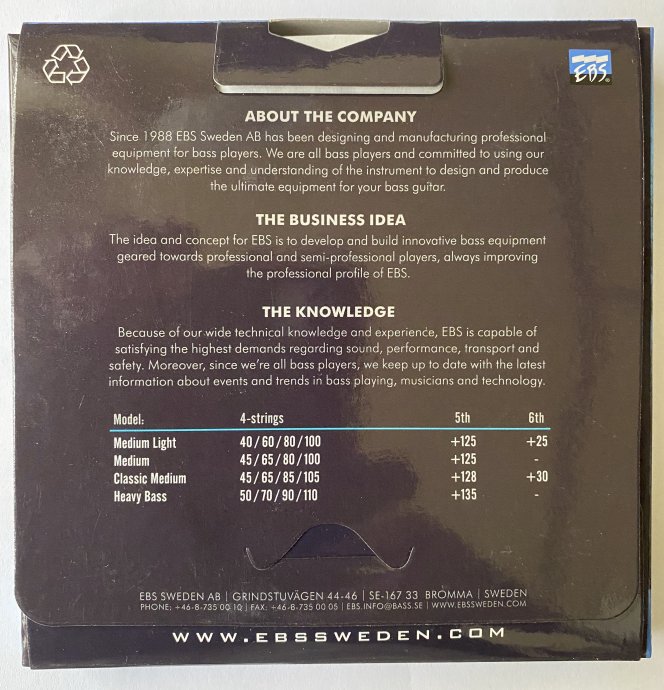 EBS
ABOUT THE COMPANY
Since 1988 EBS Sweden AB has been designing and manufacturing professional
equipment for bass players. We are all bass players and committed to using our
knowledge, expertise and understanding of the instrument to design and produce
the ultimate equipment for your bass guitar.
THE BUSINESS IDEA
The idea and concept for EBS is to develop and build innovative bass equipment
geared towards professional and semi-professional players, always improving
the professional profile of EBS.
THE KNOWLEDGE
Because of our wide technical knowledge and experience, EBS is capable of
satisfying the highest demands regarding sound, performance, transport and
safety. Moreover, since we're all bass players, we keep up to date with the latest
information about events and trends in bass playing, musicians and technology.
Model: 4-strings 5th 6th
Medium Light 40/60/80/100 +125 +25
Medium 45/65/80/100 +125 -
Classic Medium 45/65/85/105 +128 +30
Heavy Bass 50/70/90/110 +135 -
EBS SWEDEN AB | GRINDSTUVÄGEN 44-46 | SE-167 33 BROMMA | SWEDEN
PHONE: +46-8-735 00 10 | FAX: +46-8-735 00 05 | EBS.INFO@BASS.SE | WWW.EBSSWEDEN.COM
WWW.EBSSWEDEN.COM